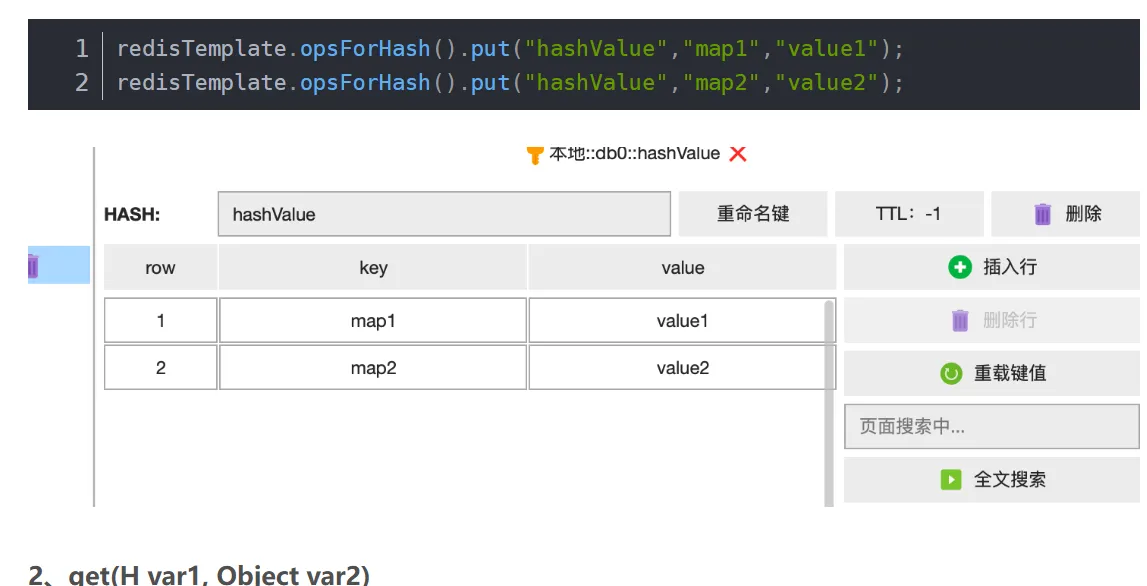 1 redisTemplate.opsForHash().put("hashValue","map1","value1");
2 redisTemplate.opsForHash().put("hashValue","map2","value2");
本地::db0::hashValue
HASH: hashValue 重命名键 TTL：-1 删除
row key value 插入行
1 map1 value1 删除行
2 map2 value2 重载键值
页面搜索中...
全文搜索
2、get(H var1, Object var2)